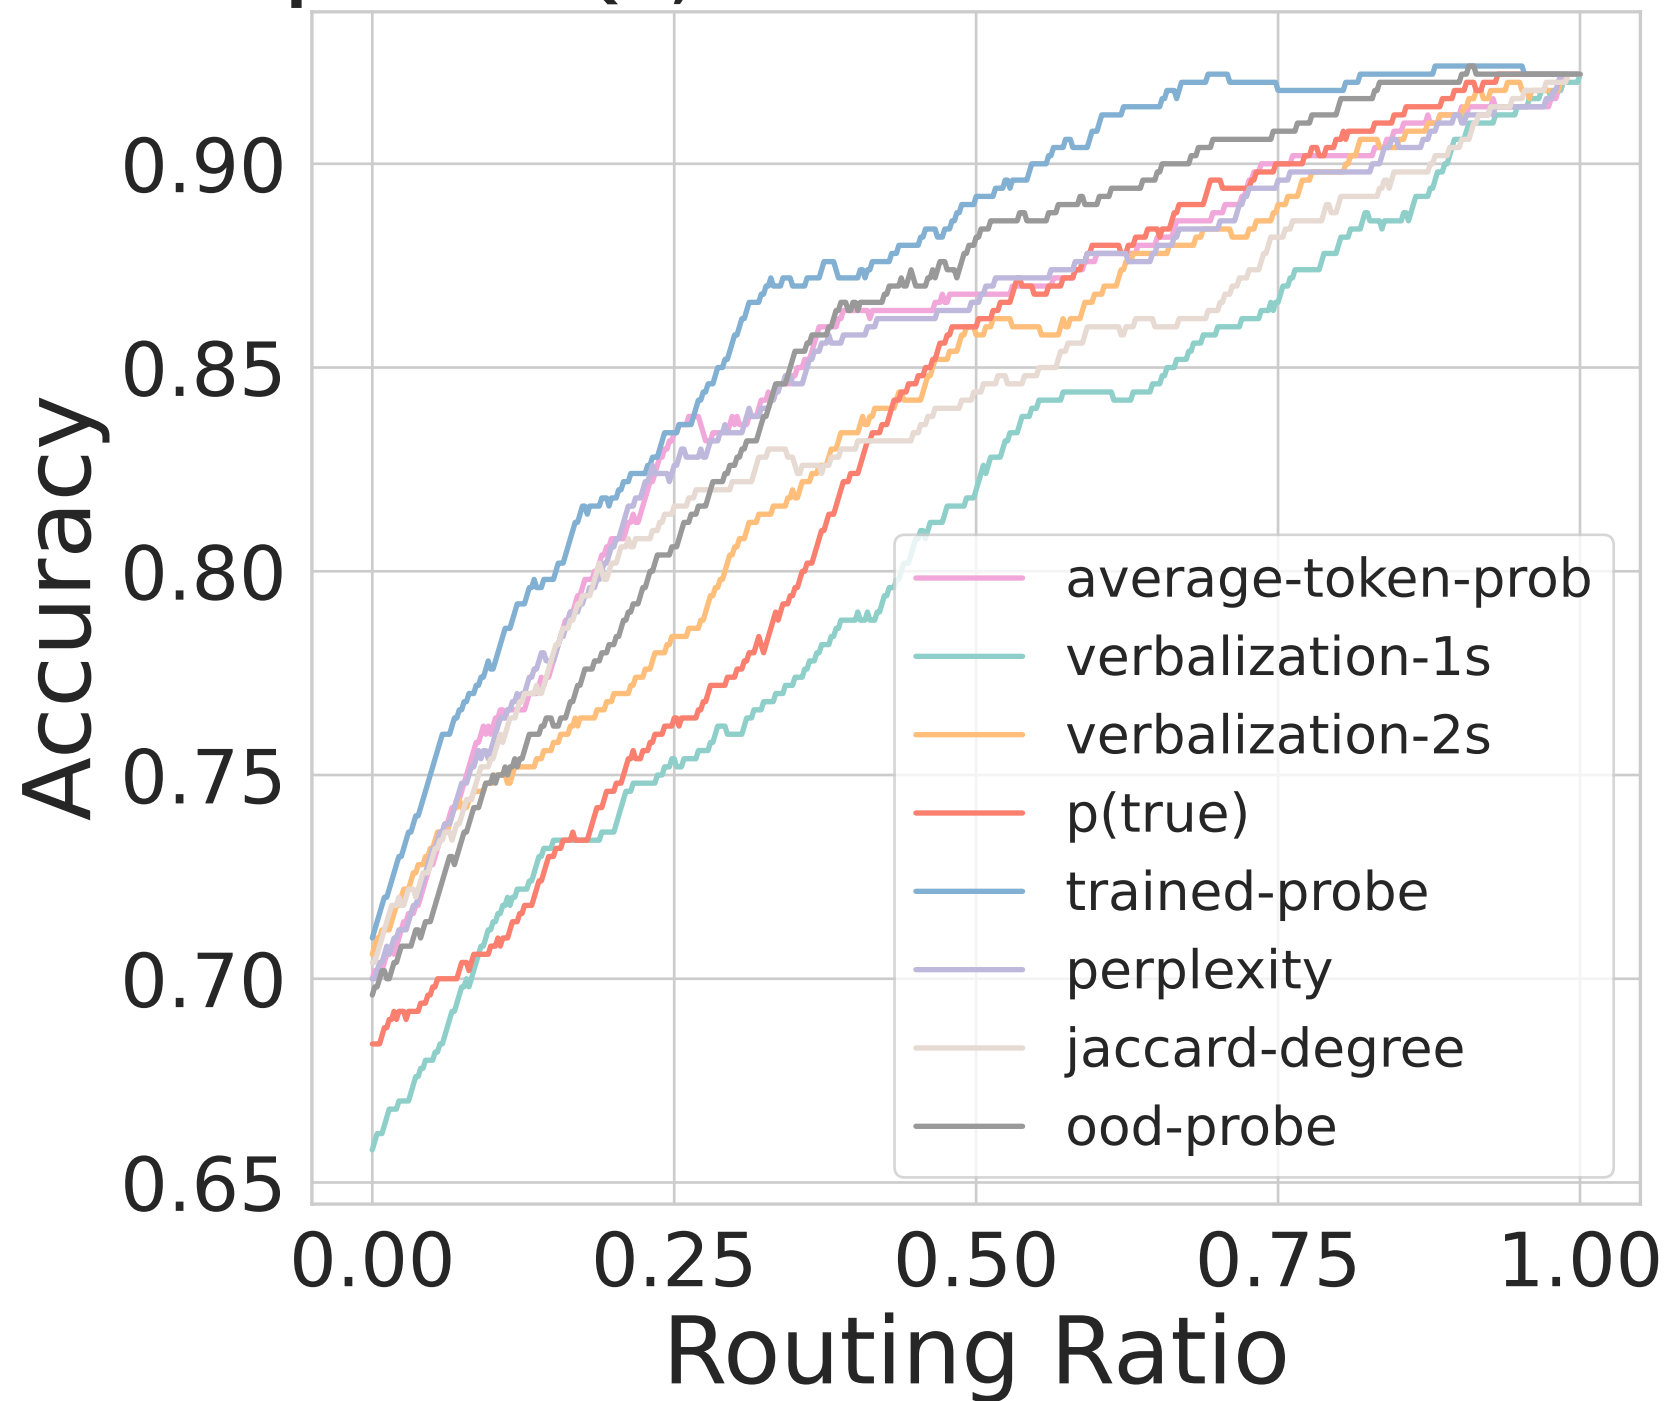 0.90
0.85
0.80
0.75
0.70
0.65
Accuracy
average-token-prob
verbalization-1s
verbalization-2s
p(true)
trained-probe
perplexity
jaccard-degree
ood-probe
0.00 0.25 0.50 0.75 1.00
Routing Ratio